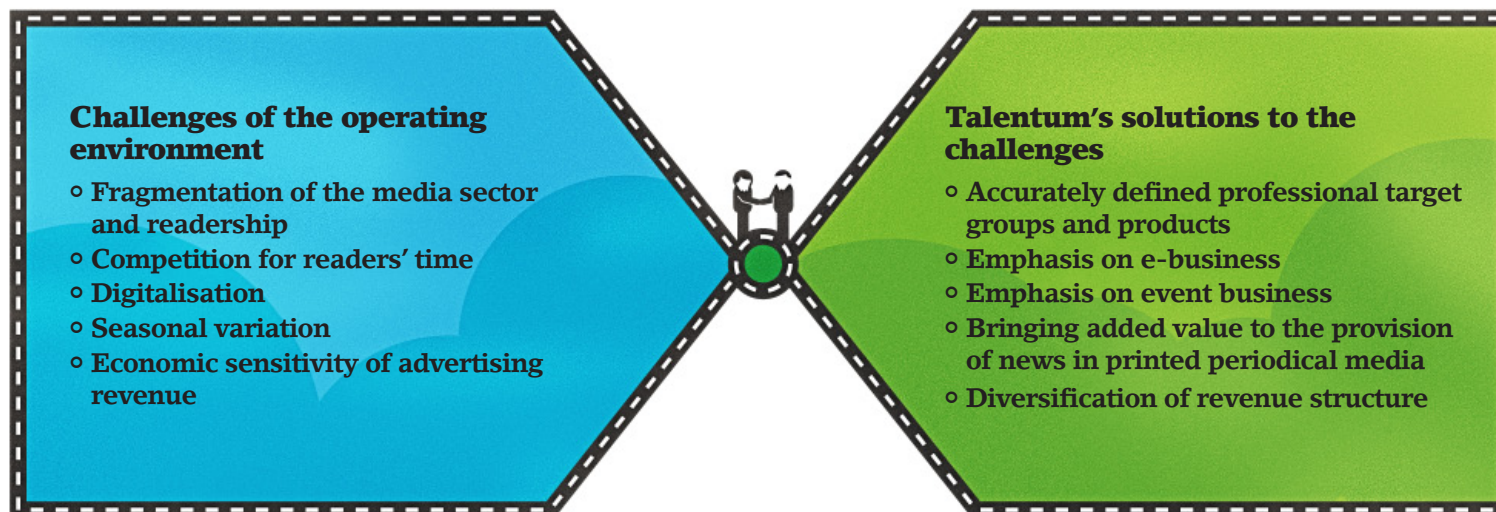 Challenges of the operating
environment
° Fragmentation of the media sector
and readership
° Competition for readers’ time
° Digitalisation
° Seasonal variation
° Economic sensitivity of advertising
revenue
Talentum’s solutions to the
challenges
° Accurately defined professional target
groups and products
° Emphasis on e-business
° Emphasis on event business
° Bringing added value to the provision
of news in printed periodical media
° Diversification of revenue structure